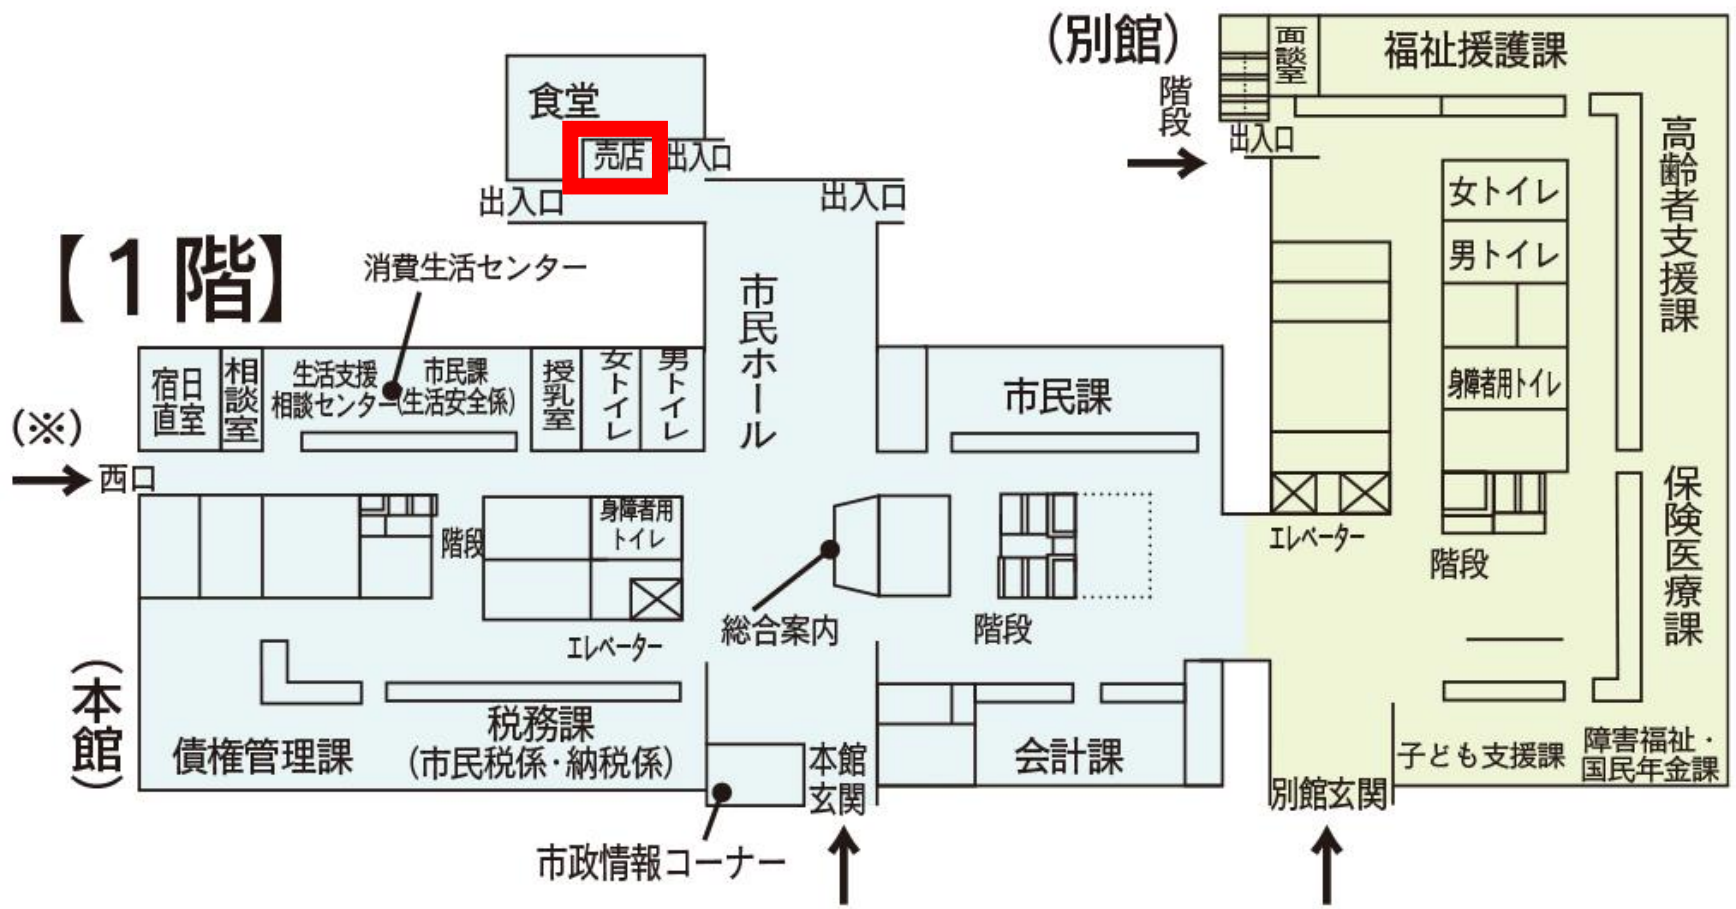 (別館)
面談室
福祉援護課
食堂
階段
売店
出入口
出入口
高齢者支援課
女トイレ
出入口
出入口
【1階】
消費生活センター
市民ホール
男トイレ
宿日直室
相談室
生活支援
相談センター
市民課
(生活安全係)
授乳室
女トイレ
男トイレ
市民課
身障者用トイレ
(※)
西口
保険医療課
身障者用
トイレ
階段
エレベーター
階段
総合案内
階段
エレベーター
(本館)
債権管理課
税務課
(市民税係・納税係)
本館
玄関
会計課
子ども支援課
障害福祉・
国民年金課
別館玄関
市政情報コーナー